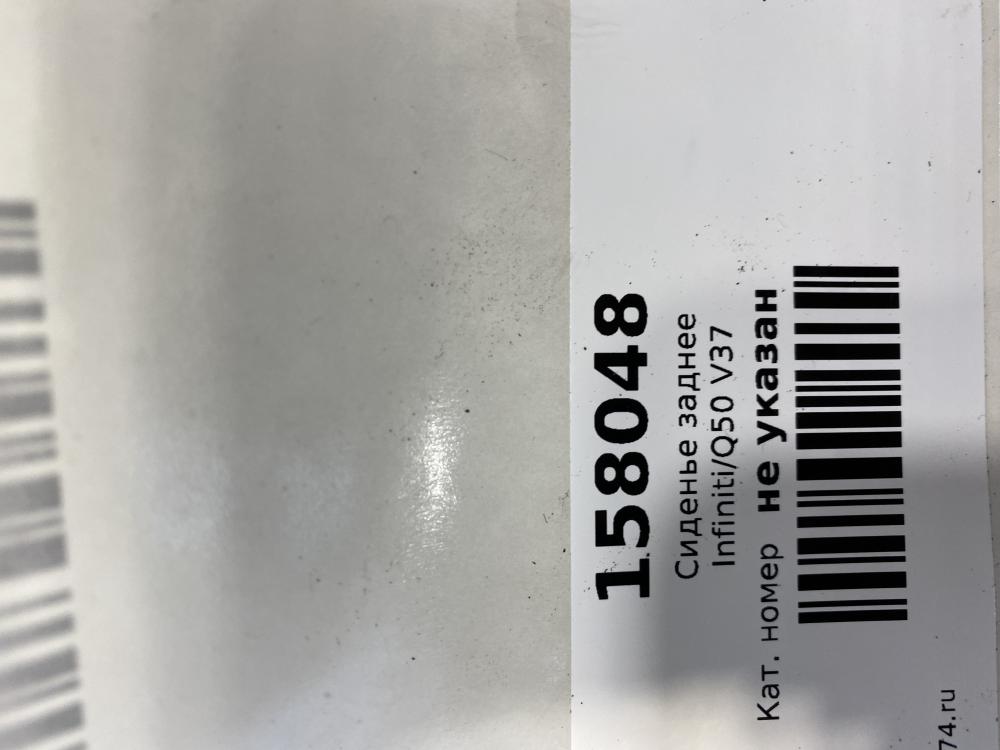 158048
Сиденье заднее
Infiniti/Q50 V37
Кат. номер не указан
74.ru